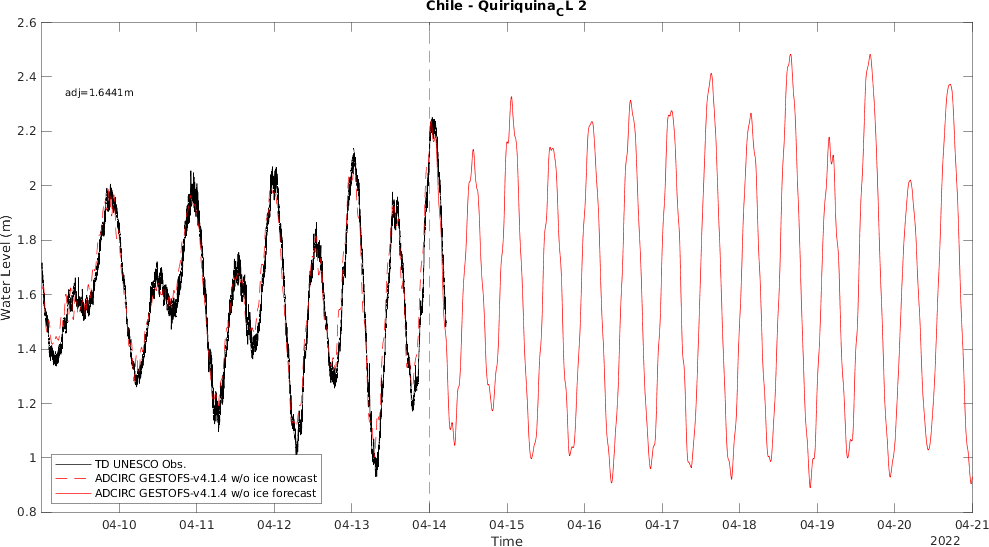 Chile - Quiriquina_CL 2
2.6
2.4
2.2
2
1.8
1.6
1.4
1.2
1
0.8
Water Level (m)
adj=1.6441m
TD UNESCO Obs.
ADCIRC GESTOFS-v4.1.4 w/o ice nowcast
ADCIRC GESTOFS-v4.1.4 w/o ice forecast
04-10 04-11 04-12 04-13 04-14 04-15 04-16 04-17 04-18 04-19 04-20 04-21
Time
2022